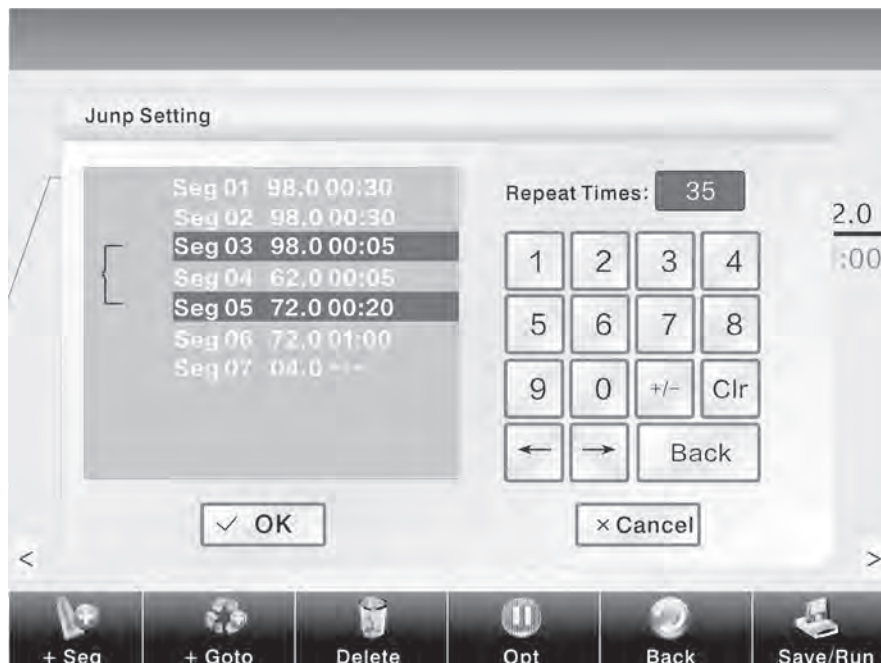 Junp Setting
Seg 01 98.0 00:30
Seg 02 98.0 00:30
Seg 03 98.0 00:05
Seg 04 62.0 00:05
Seg 05 72.0 00:20
Seg 06 72.0 01:00
Seg 07 04.0 --:--
Repeat Times: 35
1 2 3 4
5 6 7 8
9 0 +/- Clr
← → Back
2.0
:00
✓ OK
× Cancel
< >
+ Seg + Goto Delete Opt Back Save/Run